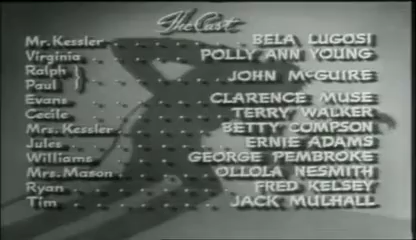 The Cast
Mr. Kessler . . . . . BELA LUGOSI
Virginia . . . . . POLLY ANN YOUNG
Ralph }
Paul } . . . . . JOHN McGUIRE
Evans . . . . . CLARENCE MUSE
Cecile . . . . . TERRY WALKER
Mrs. Kessler . . . . . BETTY COMPSON
Jules . . . . . ERNIE ADAMS
Williams . . . . . GEORGE PEMBROKE
Mrs. Mason . . . . . OLLOLA NESMITH
Ryan . . . . . FRED KELSEY
Tim . . . . . JACK MULHALL